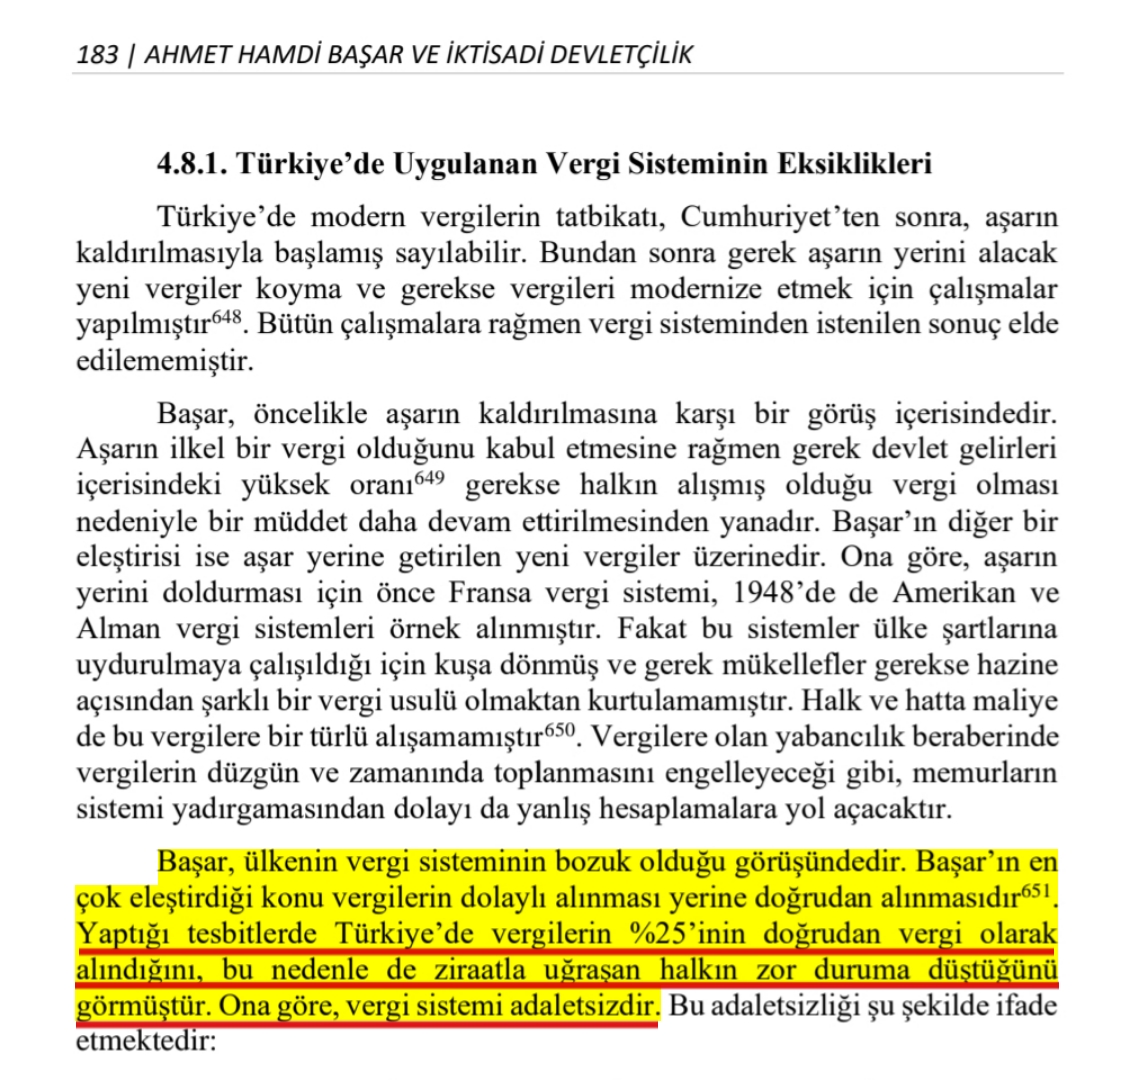 183 | AHMET HAMDİ BAŞAR VE İKTİSADİ DEVLETÇİLİK
4.8.1. Türkiye’de Uygulanan Vergi Sisteminin Eksiklikleri
Türkiye’de modern vergilerin tatbikatı, Cumhuriyet’ten sonra, aşarın
kaldırılmasıyla başlamış sayılabilir. Bundan sonra gerek aşarın yerini alacak
yeni vergiler koyma ve gerekse vergileri modernize etmek için çalışmalar
yapılmıştır648. Bütün çalışmalara rağmen vergi sisteminden istenilen sonuç elde
edilememiştir.
Başar, öncelikle aşarın kaldırılmasına karşı bir görüş içerisindedir.
Aşarın ilkel bir vergi olduğunu kabul etmesine rağmen gerek devlet gelirleri
içerisindeki yüksek oranı649 gerekse halkın alışmış olduğu vergi olması
nedeniyle bir müddet daha devam ettirilmesinden yanadır. Başar’ın diğer bir
eleştirisi ise aşar yerine getirilen yeni vergiler üzerinedir. Ona göre, aşarın
yerini doldurması için önce Fransa vergi sistemi, 1948’de de Amerikan ve
Alman vergi sistemleri örnek alınmıştır. Fakat bu sistemler ülke şartlarına
uydurulmaya çalışıldığı için kuşa dönmüş ve gerek mükellefler gerekse hazine
açısından şarklı bir vergi usulü olmaktan kurtulamamıştır. Halk ve hatta maliye
de bu vergilere bir türlü alışamamıştır650. Vergilere olan yabancılık beraberinde
vergilerin düzgün ve zamanında toplanmasını engelleyeceği gibi, memurların
sistemi yadırgamasından dolayı da yanlış hesaplamalara yol açacaktır.
Başar, ülkenin vergi sisteminin bozuk olduğu görüşündedir. Başar’ın en
çok eleştirdiği konu vergilerin dolaylı alınması yerine doğrudan alınmasıdır651.
Yaptığı tesbitlerde Türkiye’de vergilerin %25’inin doğrudan vergi olarak
alındığını, bu nedenle de ziraatla uğraşan halkın zor duruma düştüğünü
görmüştür. Ona göre, vergi sistemi adaletsizdir. Bu adaletsizliği şu şekilde ifade
etmektedir: